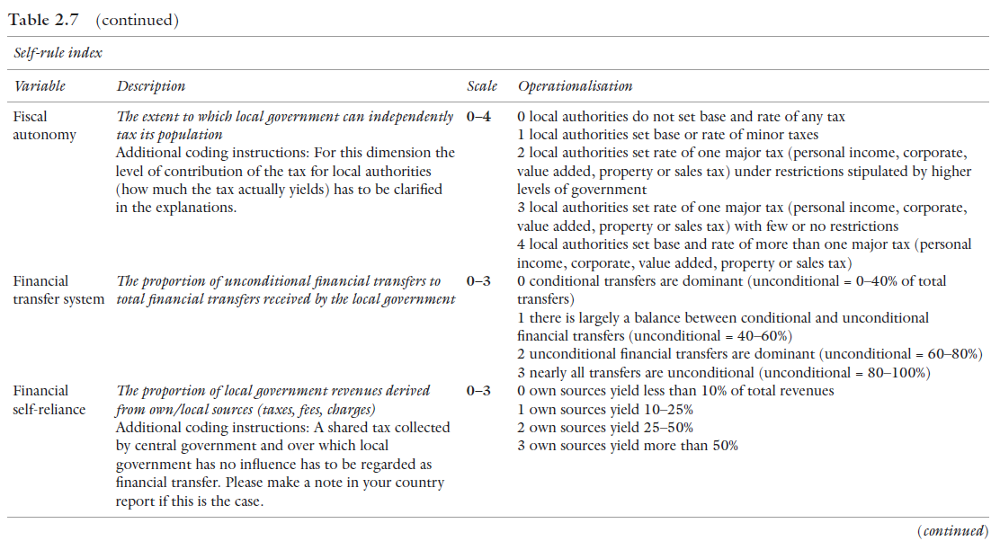 Table 2.7 (continued)
Self-rule index
Variable Description Scale Operationalisation
Fiscal autonomy
The extent to which local government can independently
tax its population
Additional coding instructions: For this dimension the
level of contribution of the tax for local authorities
(how much the tax actually yields) has to be clarified
in the explanations.
0–4
0 local authorities do not set base and rate of any tax
1 local authorities set base or rate of minor taxes
2 local authorities set rate of one major tax (personal income, corporate,
value added, property or sales tax) under restrictions stipulated by higher
levels of government
3 local authorities set rate of one major tax (personal income, corporate,
value added, property or sales tax) with few or no restrictions
4 local authorities set base and rate of more than one major tax (personal
income, corporate, value added, property or sales tax)
Financial
transfer system
The proportion of unconditional financial transfers to
total financial transfers received by the local government
0–3
0 conditional transfers are dominant (unconditional = 0–40% of total
transfers)
1 there is largely a balance between conditional and unconditional
financial transfers (unconditional = 40–60%)
2 unconditional financial transfers are dominant (unconditional = 60–80%)
3 nearly all transfers are unconditional (unconditional = 80–100%)
Financial
self-reliance
The proportion of local government revenues derived
from own/local sources (taxes, fees, charges)
Additional coding instructions: A shared tax collected
by central government and over which local
government has no influence has to be regarded as
financial transfer. Please make a note in your country
report if this is the case.
0–3
0 own sources yield less than 10% of total revenues
1 own sources yield 10–25%
2 own sources yield 25–50%
3 own sources yield more than 50%
(continued)